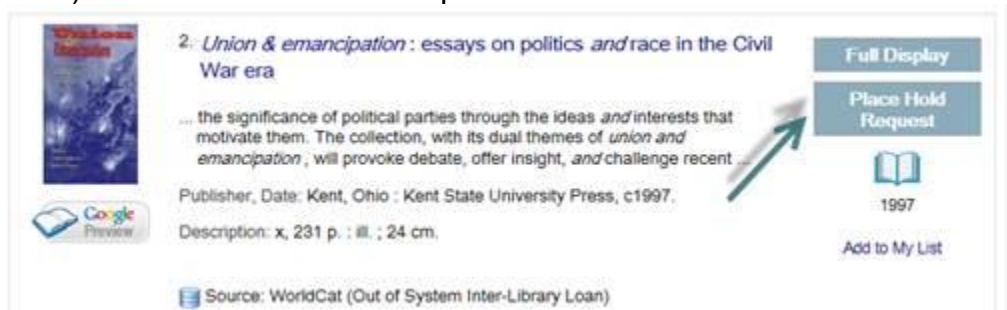 Union
Emancipation
2. Union & emancipation : essays on politics and race in the Civil
War era
... the significance of political parties through the ideas and interests that
motivate them. The collection, with its dual themes of union and
emancipation , will provoke debate, offer insight, and challenge recent ...
Publisher, Date: Kent, Ohio : Kent State University Press, c1997.
Description: x, 231 p. : ill. ; 24 cm.
Source: WorldCat (Out of System Inter-Library Loan)
Google
Preview
Full Display
Place Hold
Request
1997
Add to My List